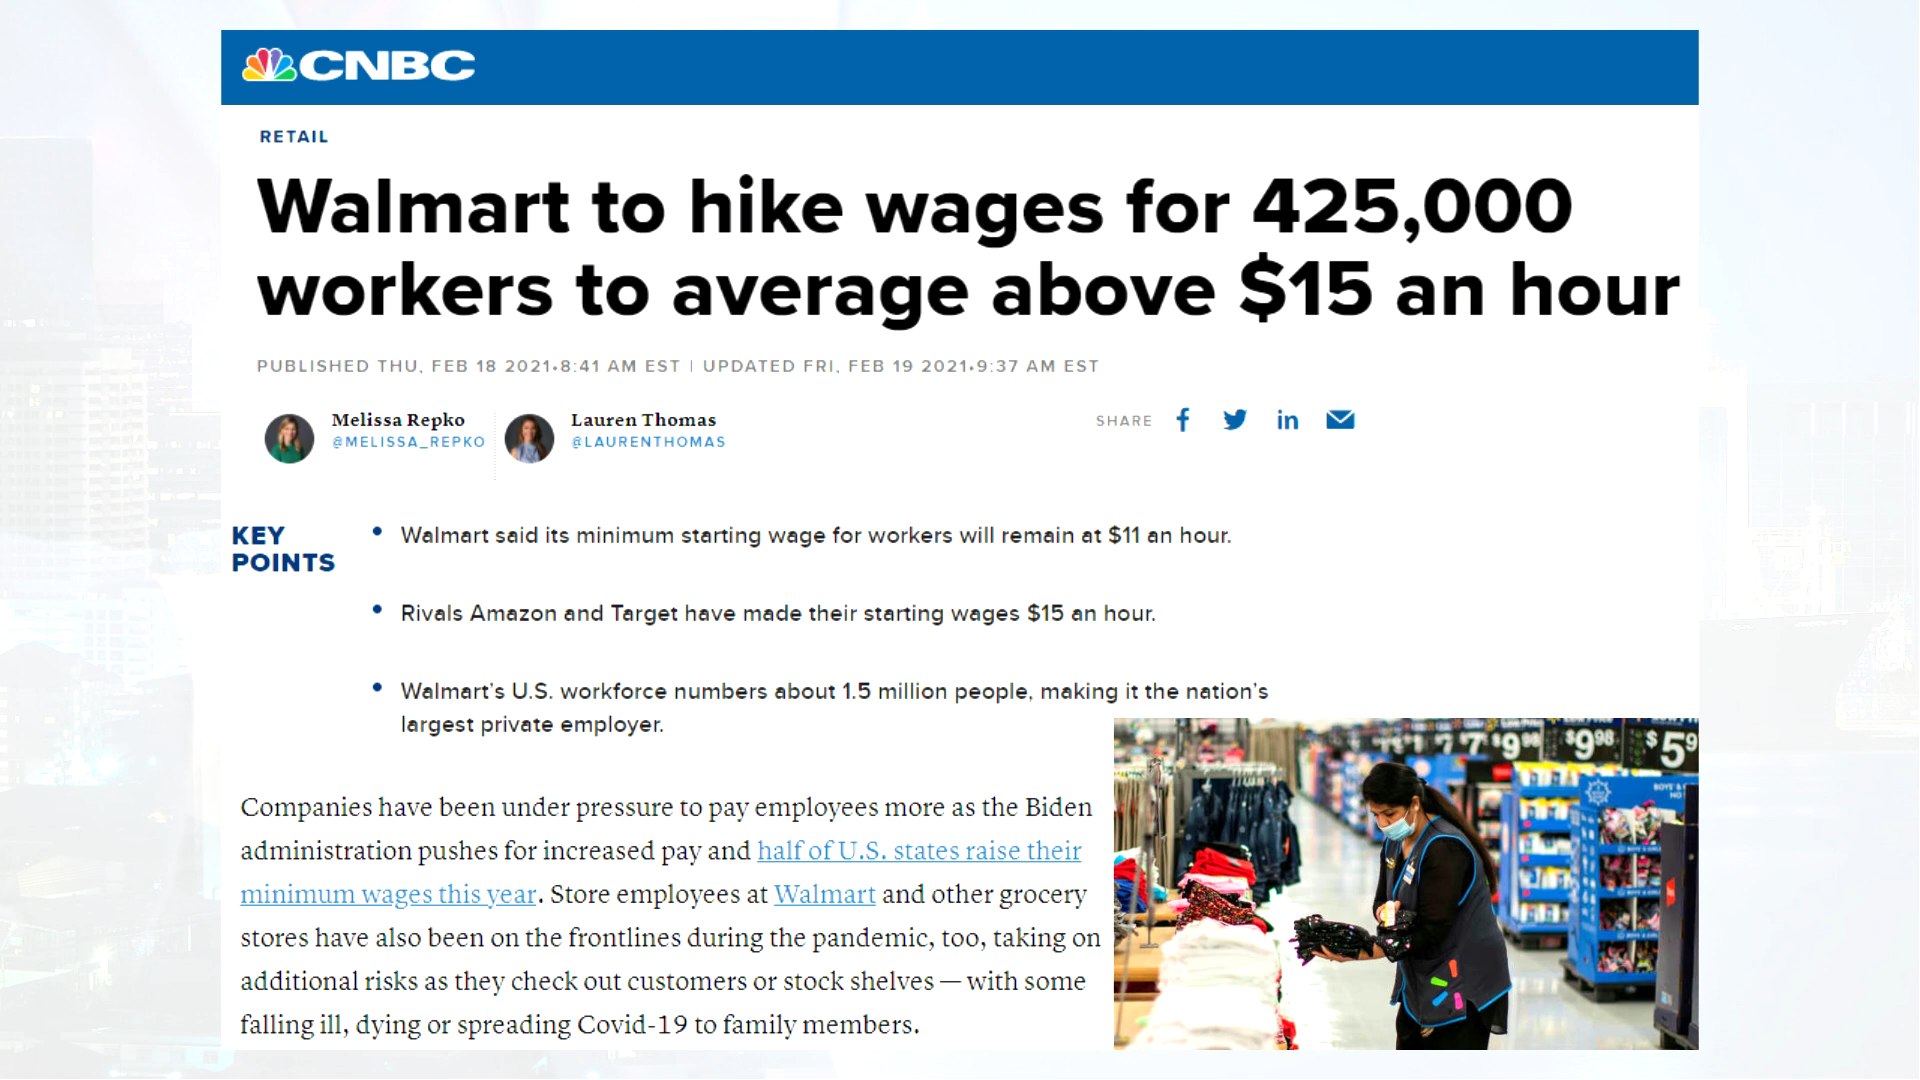 CNBC
RETAIL
Walmart to hike wages for 425,000
workers to average above $15 an hour
PUBLISHED THU, FEB 18 2021•8:41 AM EST | UPDATED FRI, FEB 19 2021•9:37 AM EST
Melissa Repko
@MELISSA_REPKO
Lauren Thomas
@LAURENTHOMAS
SHARE
KEY
POINTS
• Walmart said its minimum starting wage for workers will remain at $11 an hour.
• Rivals Amazon and Target have made their starting wages $15 an hour.
• Walmart’s U.S. workforce numbers about 1.5 million people, making it the nation’s
largest private employer.
Companies have been under pressure to pay employees more as the Biden
administration pushes for increased pay and half of U.S. states raise their
minimum wages this year. Store employees at Walmart and other grocery
stores have also been on the frontlines during the pandemic, too, taking on
additional risks as they check out customers or stock shelves — with some
falling ill, dying or spreading Covid-19 to family members.
$9 98
$9 98
$5 9